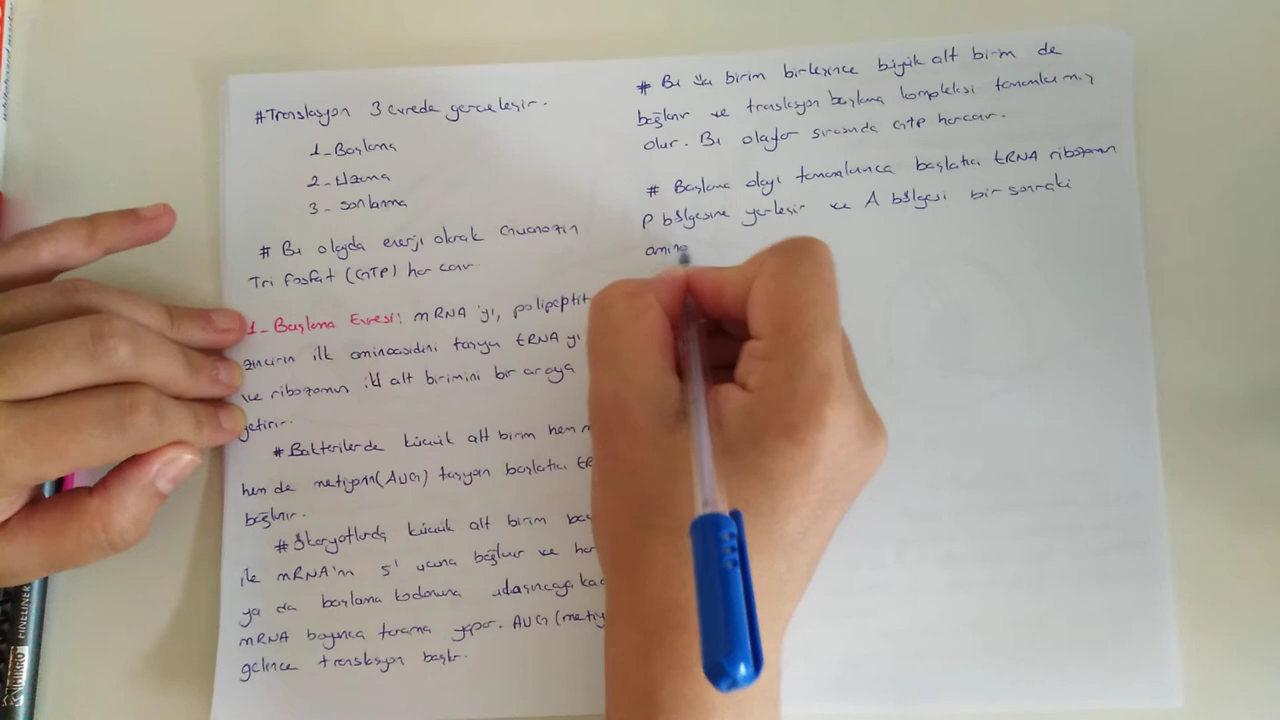 #Translasyon 3 evrede gerçekleşir.
1-Başlama
2-Uzama
3-Sonlanma
# Bu olayda enerji olarak Guanozin
Tri fosfat (GTP) harcar.
1-Başlama Evresi: mRNA'yı, polipeptit
zincirin ilk aminoasidini taşıyan tRNA yı
ve ribozomun iki alt birimini bir araya
getirir.
#Bakterilerde küçük alt birim hem
hem de metiyonin(AUG) taşıyan başlatıcı
bağlanır.
#Ökaryotlarda küçük alt birim
ile mRNA'nın 5' ucuna bağlanır ve
ya da başlama kodonuna ulaşıncaya
mRNA boyunca tarama yapar. AUG
gelince translasyon başlar.
# Bu birim birleşince büyük alt birim de
bağlanır ve translasyon başlama kompleksi tamamlanmış
olur. Bu olaylar sırasında GTP harcar.
# Başlama olayı tamamlanınca başlatıcı tRNA ribozomun
P bölgesine yerleşir ve A bölgesi bir sonraki
amino
MIKRO FINELINER